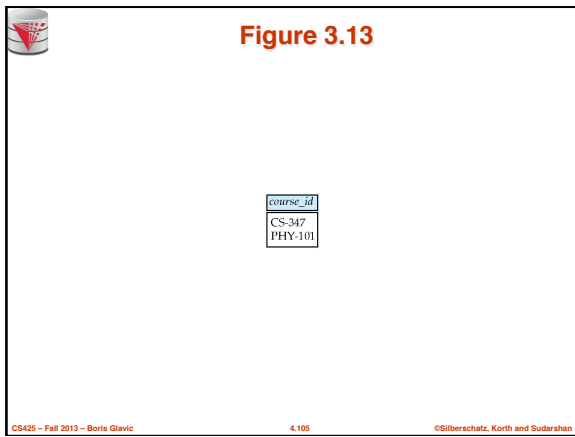 Figure 3.13
course_id
CS-347
PHY-101
CS425 – Fall 2013 – Boris Glavic
4.105
©Silberschatz, Korth and Sudarshan